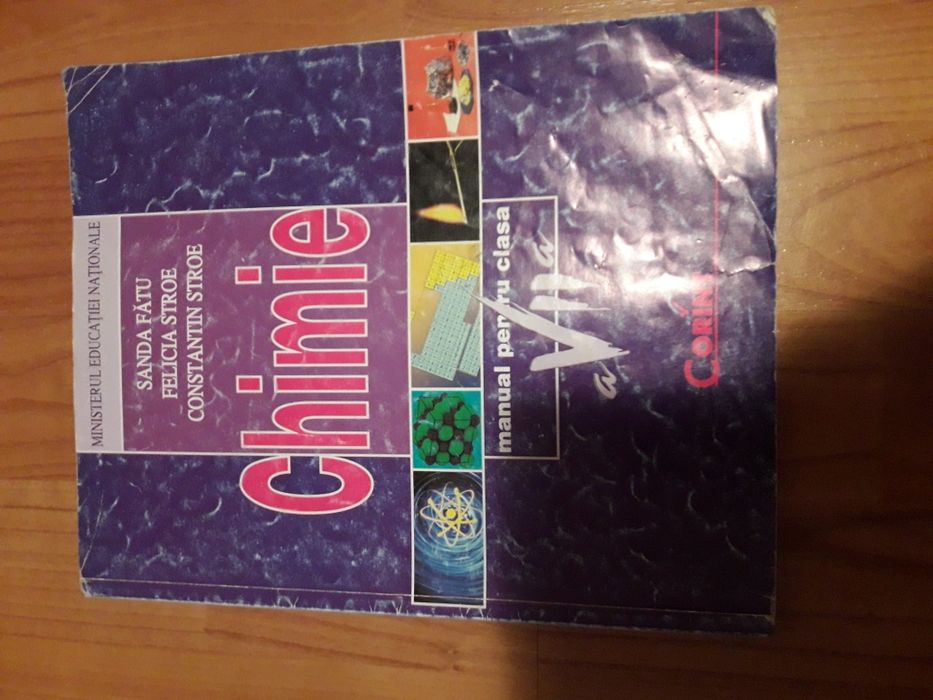 MINISTERUL EDUCAȚIEI NAȚIONALE
SANDA FĂTU
FELICIA STROE
CONSTANTIN STROE
Chimie
manual pentru clasa
a VII a
CORINT